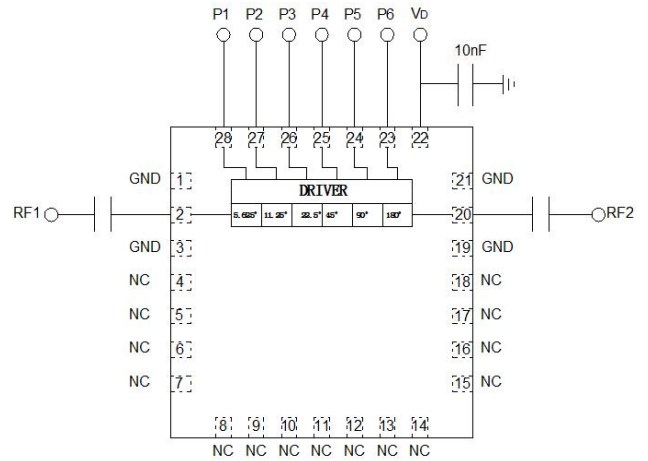 P1 P2 P3 P4 P5 P6 VD
10nF
28 27 26 25 24 23 22
GND 1 21 GND
DRIVER
RF1 2 5.625° 11.25° 22.5° 45° 90° 180° 20 RF2
GND 3 19 GND
NC 4 18 NC
NC 5 17 NC
NC 6 16 NC
NC 7 15 NC
8 9 10 11 12 13 14
NC NC NC NC NC NC NC